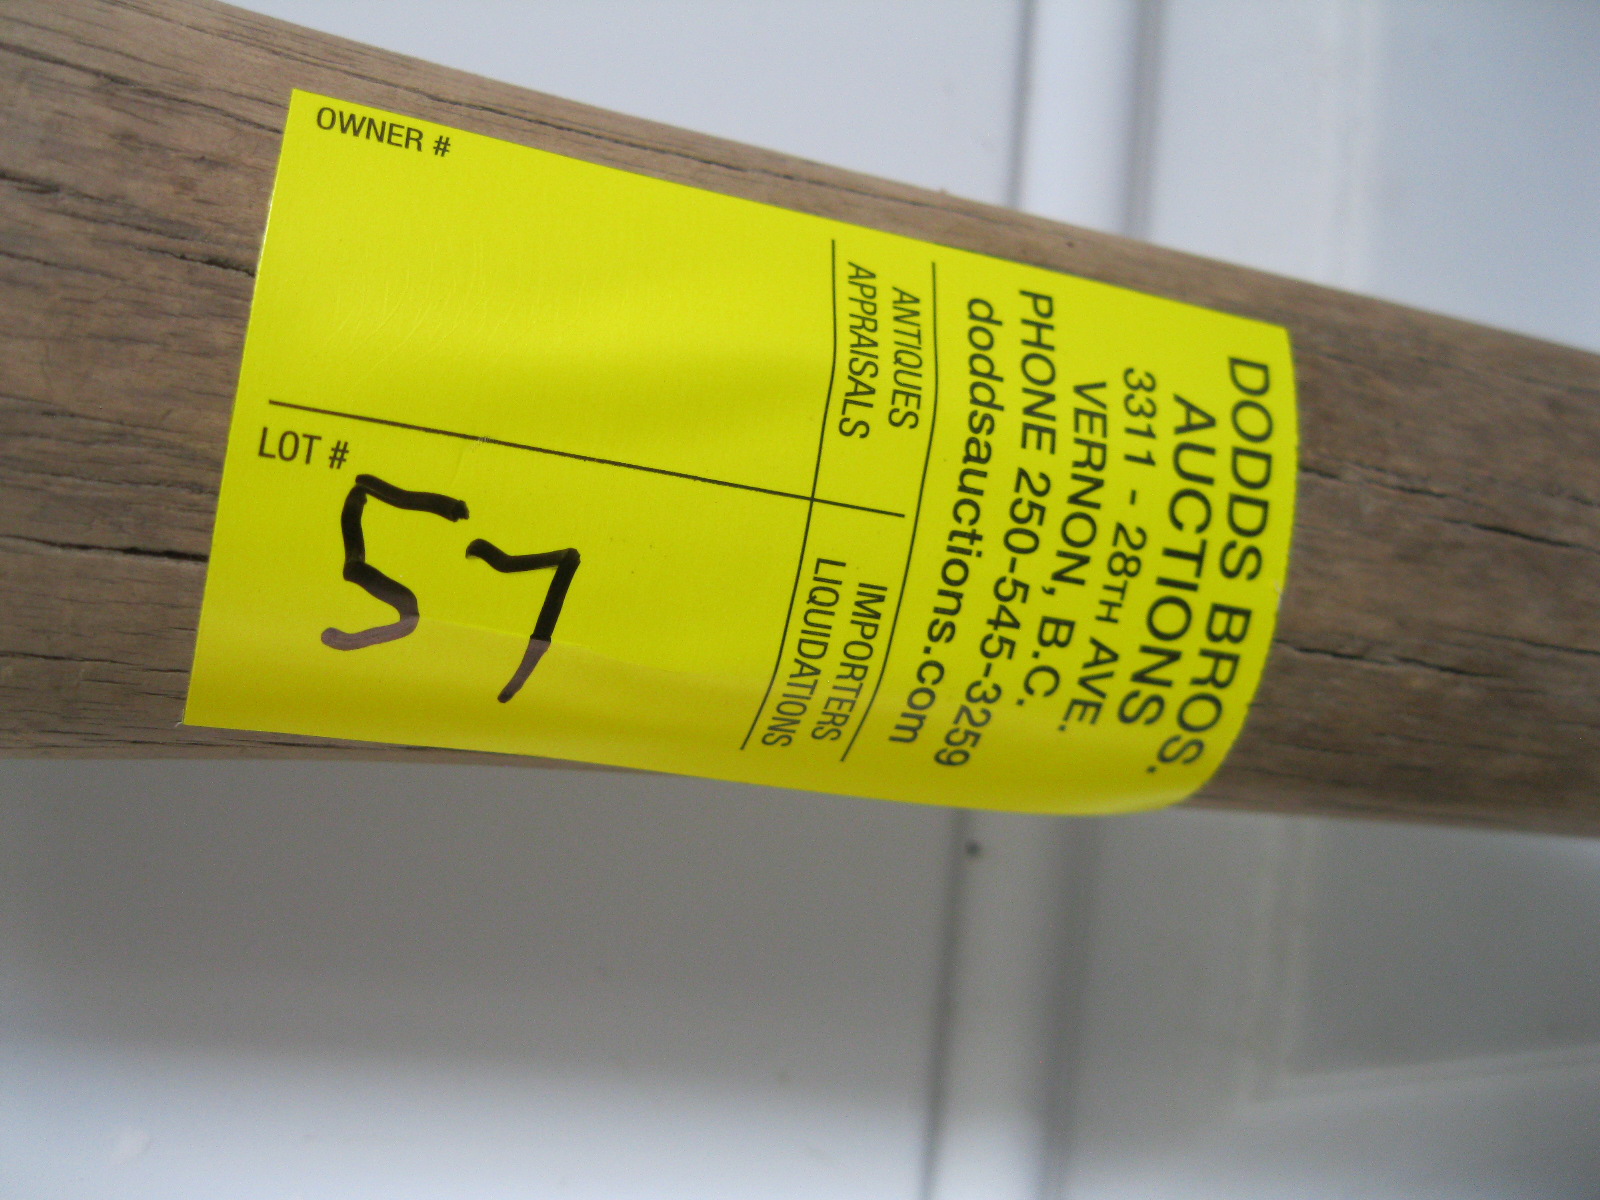 DODDS BROS.
AUCTIONS
3311 - 28TH AVE.
VERNON, B.C.
PHONE 250-545-3259
doddsauctions.com
ANTIQUES
APPRAISALS
IMPORTERS
LIQUIDATIONS
OWNER #
LOT #
57